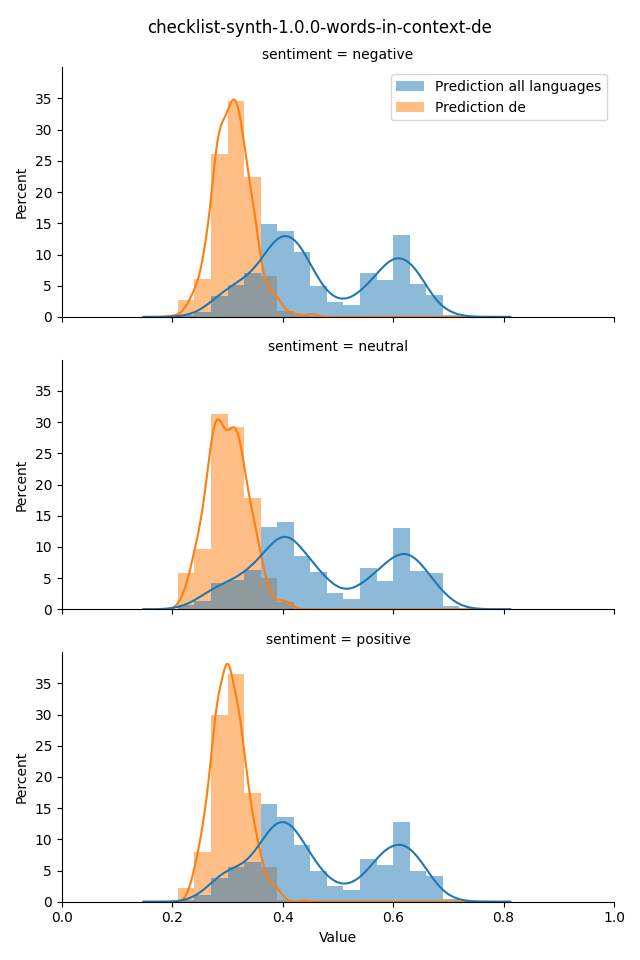 checklist-synth-1.0.0-words-in-context-de
sentiment = negative
Prediction all languages
Prediction de
35
30
25
20
15
10
5
0
Percent
sentiment = neutral
35
30
25
20
15
10
5
0
Percent
sentiment = positive
35
30
25
20
15
10
5
0
Percent
0.0 0.2 0.4 0.6 0.8 1.0
Value